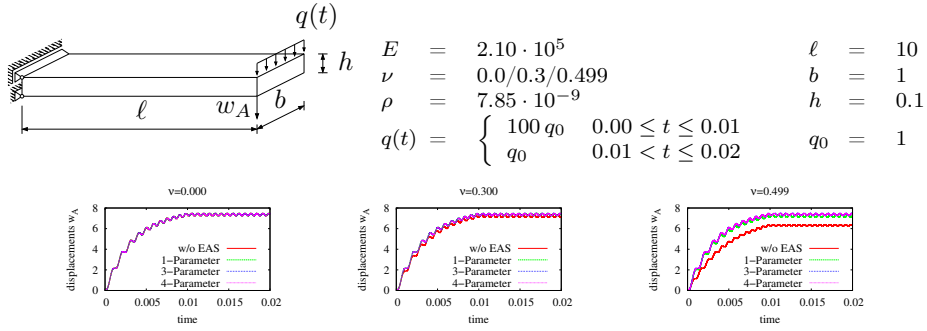 q(t)
h
w_A
b
ℓ
E = 2.10 · 10^5 ℓ = 10
ν = 0.0/0.3/0.499 b = 1
ρ = 7.85 · 10^−9 h = 0.1
q(t) = { 100 q_0 0.00 ≤ t ≤ 0.01 q_0 = 1
q_0 0.01 < t ≤ 0.02
ν=0.000
displacements w_A
8
6
4
2
0
w/o EAS
1−Parameter
3−Parameter
4−Parameter
0 0.005 0.01 0.015 0.02
time
ν=0.300
displacements w_A
8
6
4
2
0
w/o EAS
1−Parameter
3−Parameter
4−Parameter
0 0.005 0.01 0.015 0.02
time
ν=0.499
displacements w_A
8
6
4
2
0
w/o EAS
1−Parameter
3−Parameter
4−Parameter
0 0.005 0.01 0.015 0.02
time